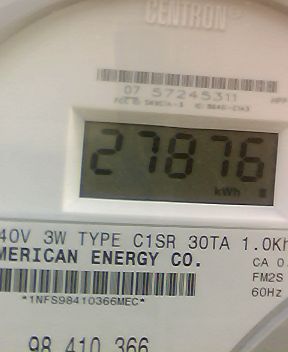 CENTRON®
07 57245311
27876
kWh
40V 3W TYPE C1SR 30TA 1.0Kh
MERICAN ENERGY CO.
CA 0.
FM2S
60Hz
*1NFS98410366MEC*
98 410 366